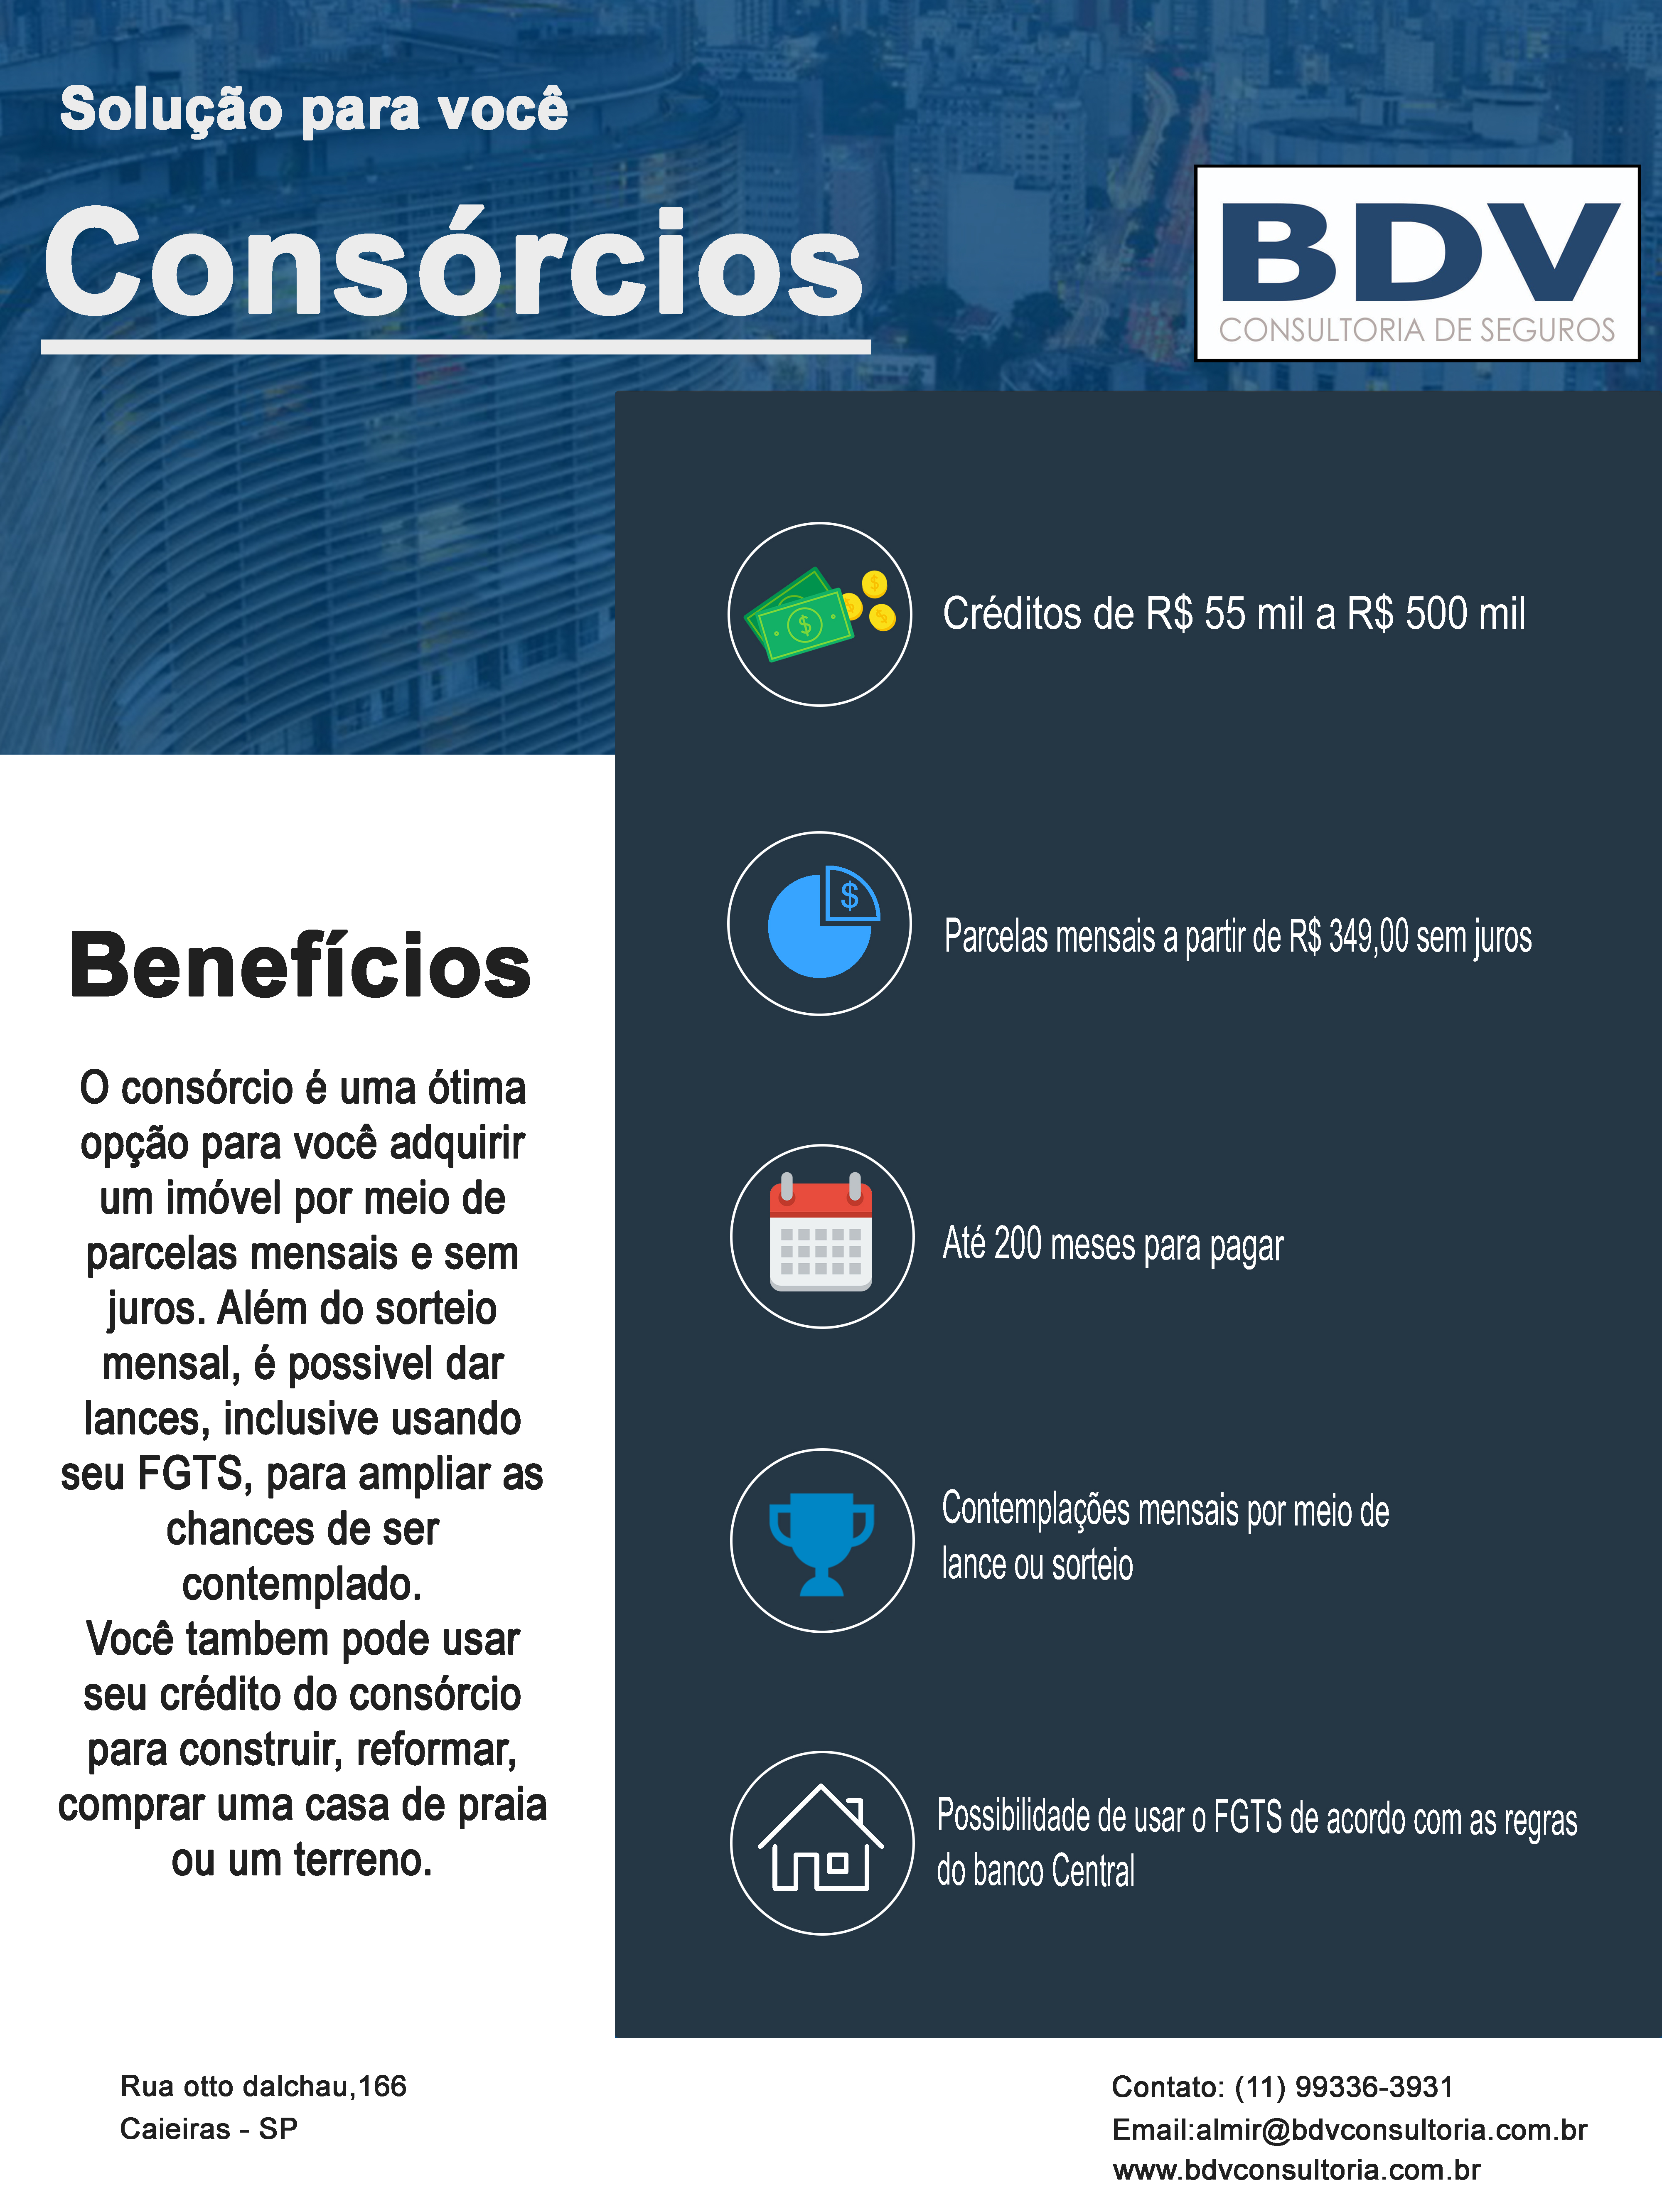 Solução para você
Consórcios
BDV
CONSULTORIA DE SEGUROS
Créditos de R$ 55 mil a R$ 500 mil
Parcelas mensais a partir de R$ 349,00 sem juros
Até 200 meses para pagar
Contemplações mensais por meio de
lance ou sorteio
Possibilidade de usar o FGTS de acordo com as regras
do banco Central
Benefícios
O consórcio é uma ótima
opção para você adquirir
um imóvel por meio de
parcelas mensais e sem
juros. Além do sorteio
mensal, é possivel dar
lances, inclusive usando
seu FGTS, para ampliar as
chances de ser
contemplado.
Você tambem pode usar
seu crédito do consórcio
para construir, reformar,
comprar uma casa de praia
ou um terreno.
Rua otto dalchau,166
Caieiras - SP
Contato: (11) 99336-3931
Email:almir@bdvconsultoria.com.br
www.bdvconsultoria.com.br